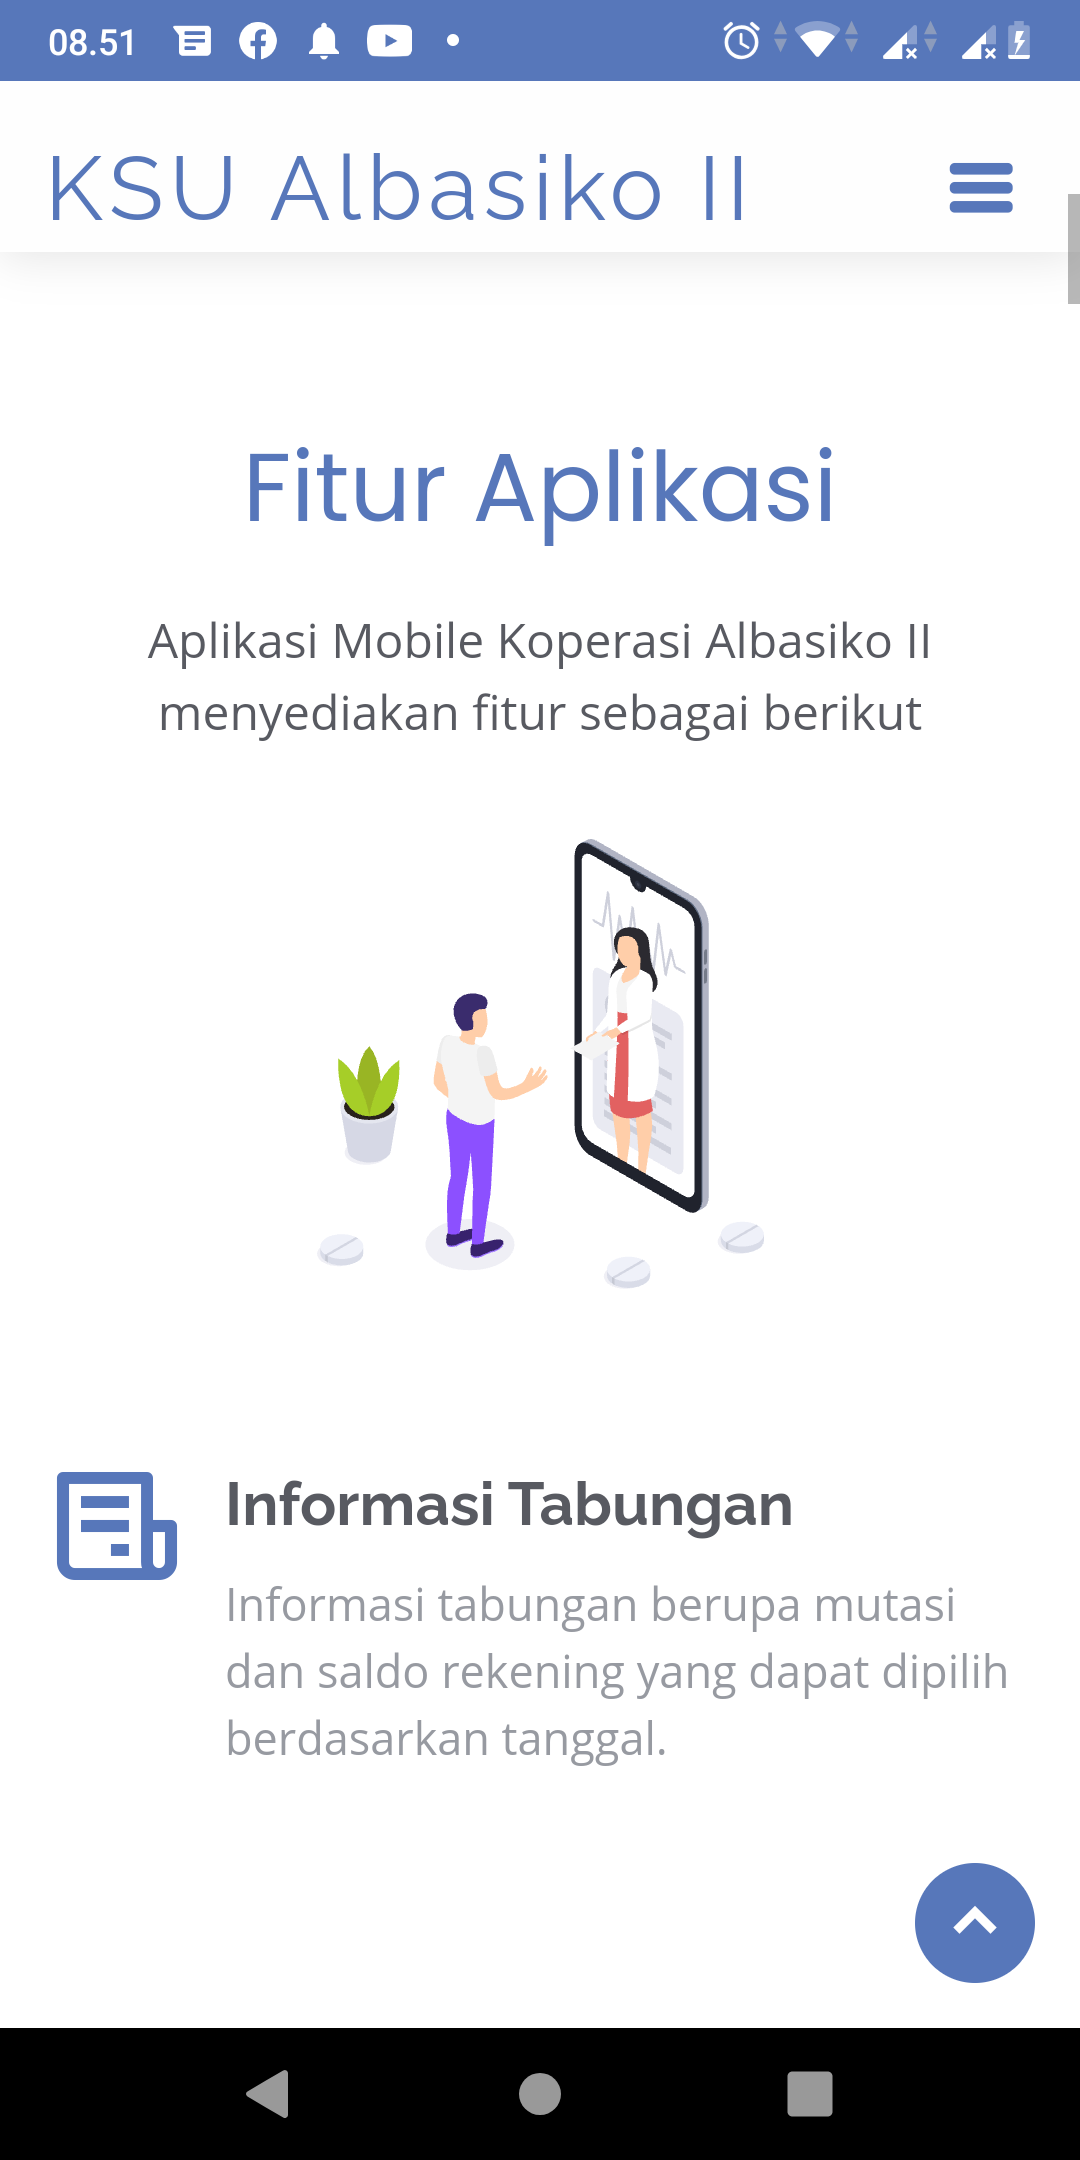 08.51
KSU Albasiko II
Fitur Aplikasi
Aplikasi Mobile Koperasi Albasiko II
menyediakan fitur sebagai berikut
Informasi Tabungan
Informasi tabungan berupa mutasi
dan saldo rekening yang dapat dipilih
berdasarkan tanggal.